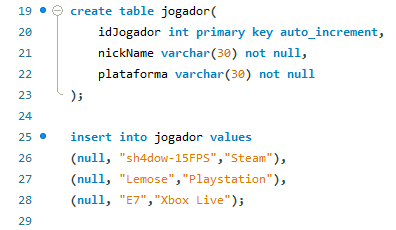 19 create table jogador(
20 idJogador int primary key auto_increment,
21 nickName varchar(30) not null,
22 plataforma varchar(30) not null
23 );
24
25 insert into jogador values
26 (null, "sh4dow-15FPS","Steam"),
27 (null, "Lemose","Playstation"),
28 (null, "E7","Xbox Live");
29